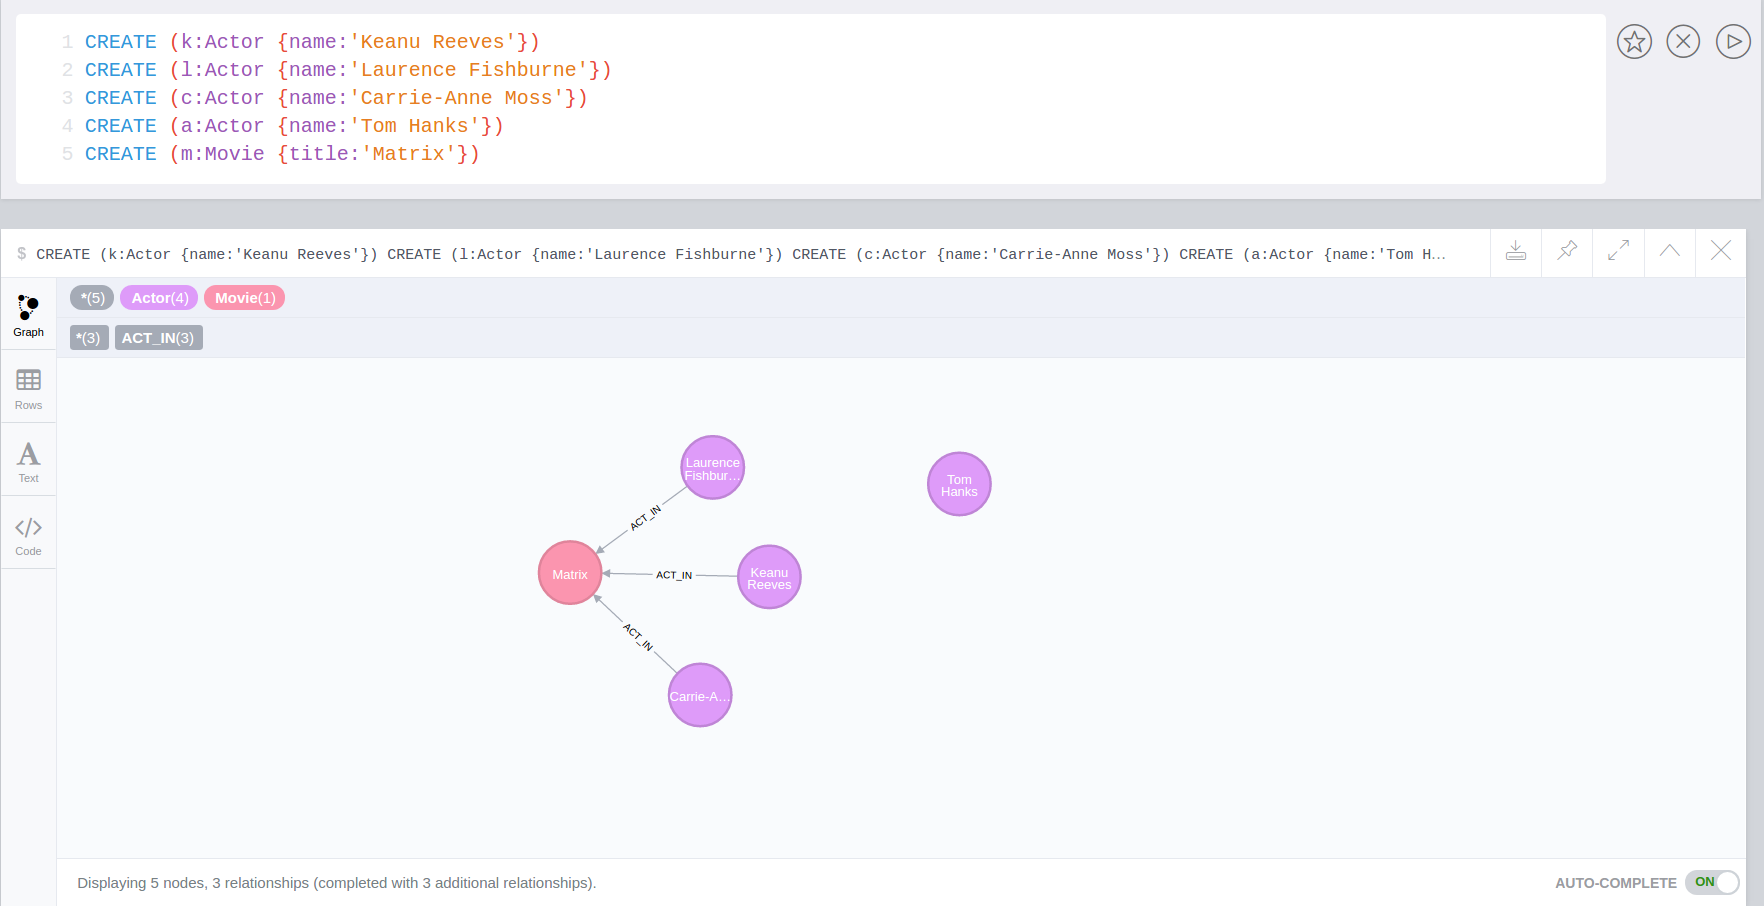 1 CREATE (k:Actor {name:'Keanu Reeves'})
2 CREATE (l:Actor {name:'Laurence Fishburne'})
3 CREATE (c:Actor {name:'Carrie-Anne Moss'})
4 CREATE (a:Actor {name:'Tom Hanks'})
5 CREATE (m:Movie {title:'Matrix'})
$ CREATE (k:Actor {name:'Keanu Reeves'}) CREATE (l:Actor {name:'Laurence Fishburne'}) CREATE (c:Actor {name:'Carrie-Anne Moss'}) CREATE (a:Actor {name:'Tom H…
*(5) Actor(4) Movie(1)
*(3) ACT_IN(3)
Graph
Rows
Text
Code
Laurence
Fishbur…
Tom
Hanks
ACT_IN
Matrix
ACT_IN
Keanu
Reeves
ACT_IN
Carrie-A…
Displaying 5 nodes, 3 relationships (completed with 3 additional relationships).
AUTO-COMPLETE ON